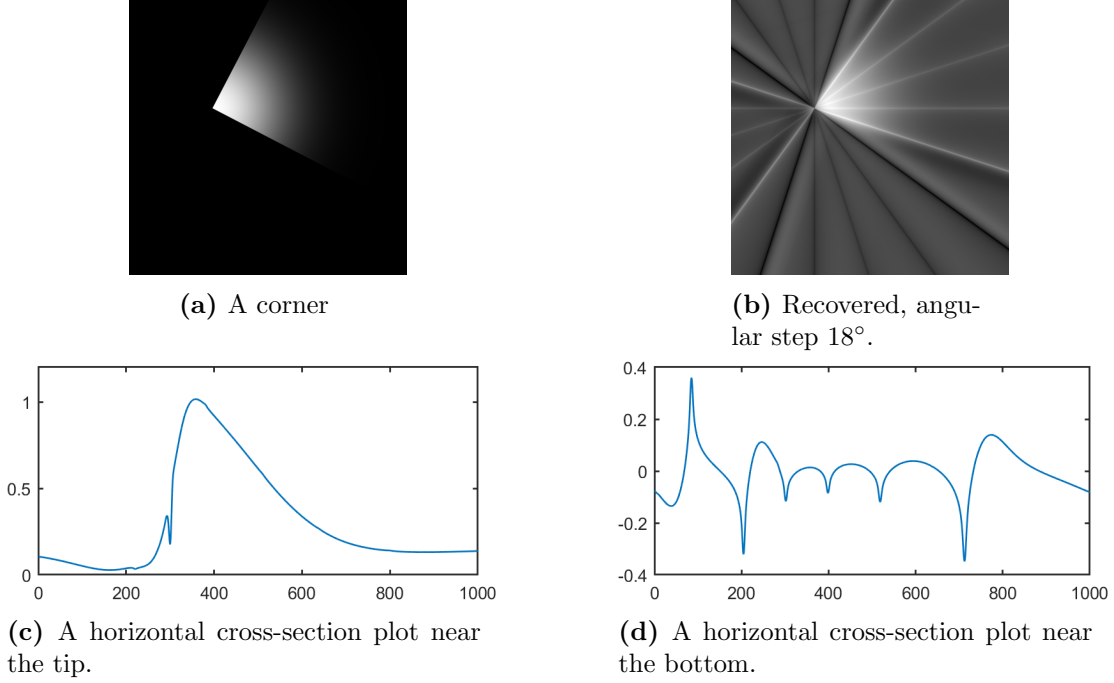 (a) A corner
(b) Recovered, angu-
lar step 18°.
1
0.5
0
0 200 400 600 800 1000
(c) A horizontal cross-section plot near
the tip.
0.4
0.2
0
-0.2
-0.4
0 200 400 600 800 1000
(d) A horizontal cross-section plot near
the bottom.